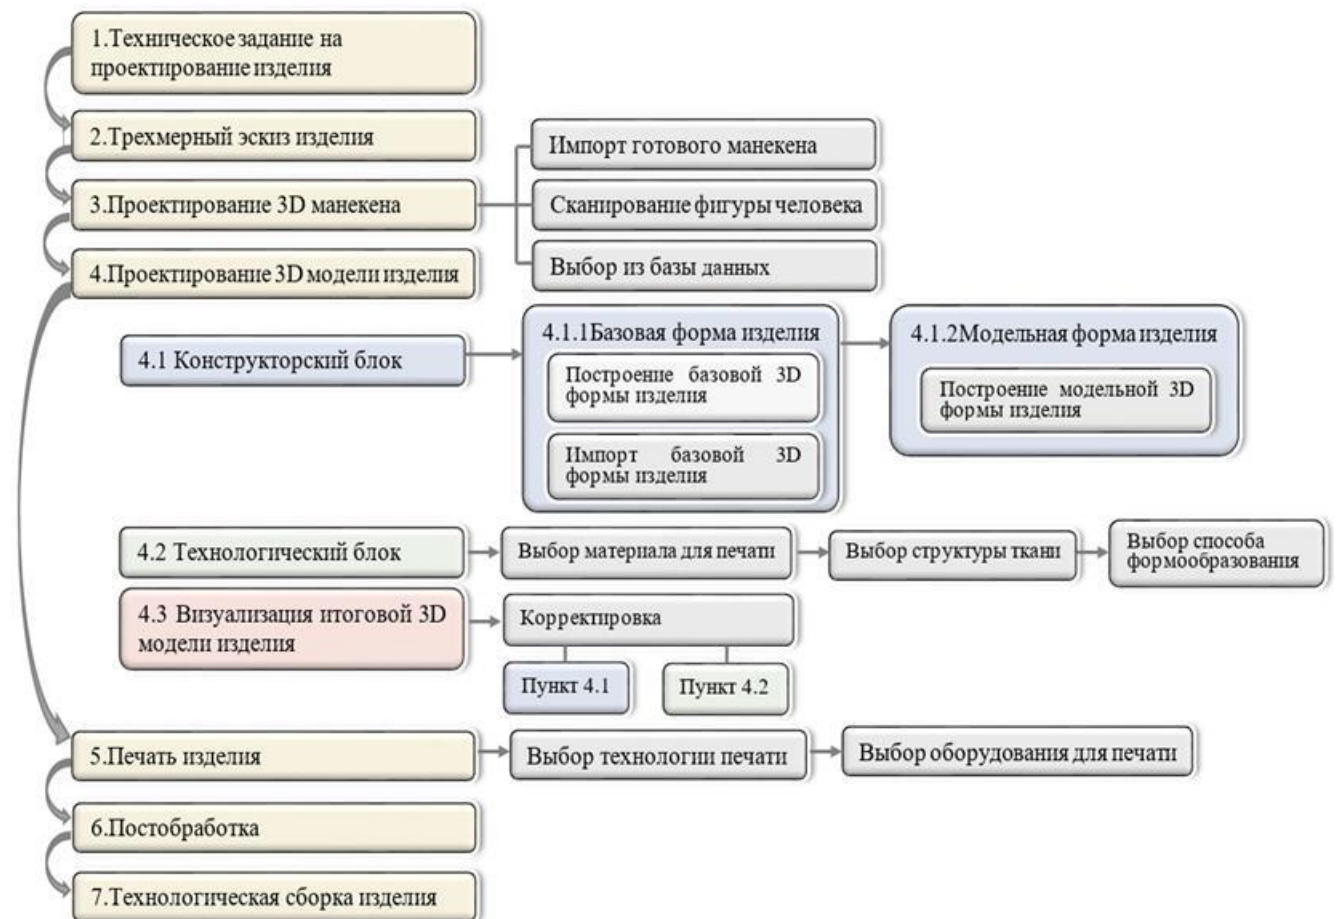 1.Техническое задание на
проектирование изделия
2.Трехмерный эскиз изделия
Импорт готового манекена
3.Проектирование 3D манекена
Сканирование фигуры человека
4.Проектирование 3D модели изделия
Выбор из базы данных
4.1 Конструкторский блок
4.1.1Базовая форма изделия
Построение базовой 3D
формы изделия
Импорт базовой 3D
формы изделия
4.1.2Модельная форма изделия
Построение модельной 3D
формы изделия
4.2 Технологический блок
Выбор материала для печати
Выбор структуры ткани
Выбор способа
формообразования
4.3 Визуализация итоговой 3D
модели изделия
Корректировка
Пункт 4.1
Пункт 4.2
5.Печать изделия
Выбор технологии печати
Выбор оборудования для печати
6.Постобработка
7.Технологическая сборка изделия